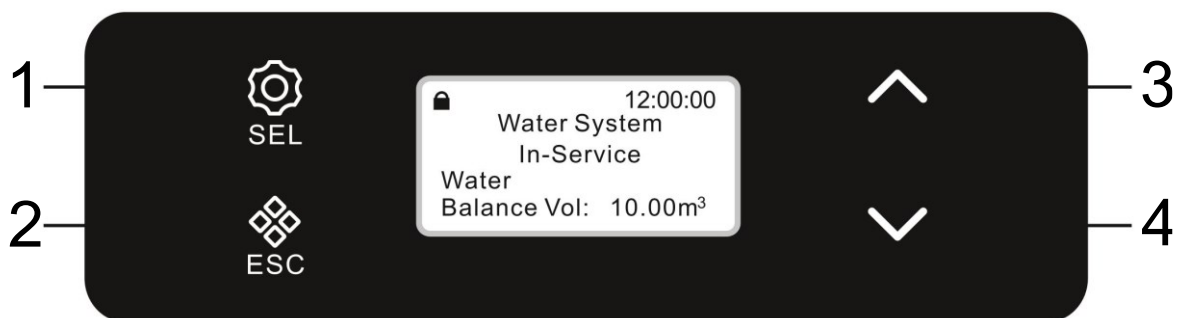 1
SEL
2
ESC
12:00:00
Water System
In-Service
Water
Balance Vol: 10.00m³
3
4